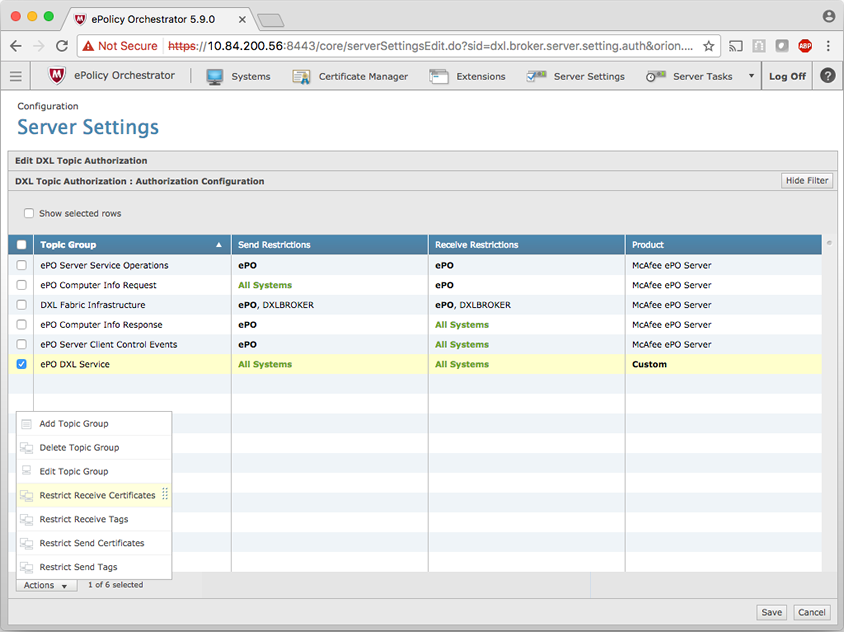 ePolicy Orchestrator 5.9.0
Not Secure https://10.84.200.56:8443/core/serverSettingsEdit.do?sid=dxl.broker.server.setting.auth&orion....
ABP
ePolicy Orchestrator Systems Certificate Manager Extensions Server Settings Server Tasks Log Off ?
Configuration
Server Settings
Edit DXL Topic Authorization
DXL Topic Authorization : Authorization Configuration Hide Filter
Show selected rows
Topic Group Send Restrictions Receive Restrictions Product
ePO Server Service Operations ePO ePO McAfee ePO Server
ePO Computer Info Request All Systems ePO McAfee ePO Server
DXL Fabric Infrastructure ePO, DXLBROKER ePO, DXLBROKER McAfee ePO Server
ePO Computer Info Response ePO All Systems McAfee ePO Server
ePO Server Client Control Events ePO All Systems McAfee ePO Server
ePO DXL Service All Systems All Systems Custom
Add Topic Group
Delete Topic Group
Edit Topic Group
Restrict Receive Certificates
Restrict Receive Tags
Restrict Send Certificates
Restrict Send Tags
Actions 1 of 6 selected
Save Cancel